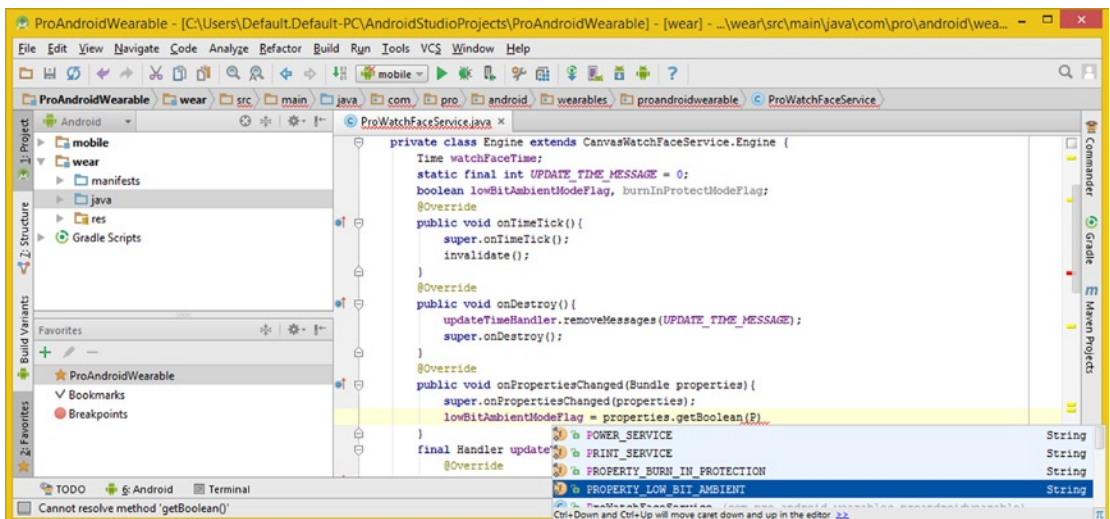 ProAndroidWearable - [C:\Users\Default.Default-PC\AndroidStudioProjects\ProAndroidWearable] - [wear] - ...\wear\src\main\java\com\pro\android\wea...
File Edit View Navigate Code Analyze Refactor Build Run Tools VCS Window Help
mobile
ProAndroidWearable wear src main java com pro android wearables proandroidwearable ProWatchFaceService
1: Project
Z: Structure
Build Variants
2: Favorites
Android
mobile
wear
manifests
java
res
Gradle Scripts
Favorites
ProAndroidWearable
Bookmarks
Breakpoints
ProWatchFaceService.java
private class Engine extends CanvasWatchFaceService.Engine {
Time watchFaceTime;
static final int UPDATE_TIME_MESSAGE = 0;
boolean lowBitAmbientModeFlag, burnInProtectModeFlag;
@Override
public void onTimeTick(){
super.onTimeTick();
invalidate();
}
@Override
public void onDestroy(){
updateTimeHandler.removeMessages(UPDATE_TIME_MESSAGE);
super.onDestroy();
}
@Override
public void onPropertiesChanged(Bundle properties){
super.onPropertiesChanged(properties);
lowBitAmbientModeFlag = properties.getBoolean(P)
}
final Handler update
@Override
POWER_SERVICE String
PRINT_SERVICE String
PROPERTY_BURN_IN_PROTECTION String
PROPERTY_LOW_BIT_AMBIENT String
Ctrl+Down and Ctrl+Up will move caret down and up in the editor >>
Commander
Gradle
Maven Projects
TODO 6: Android Terminal
Cannot resolve method 'getBoolean()'